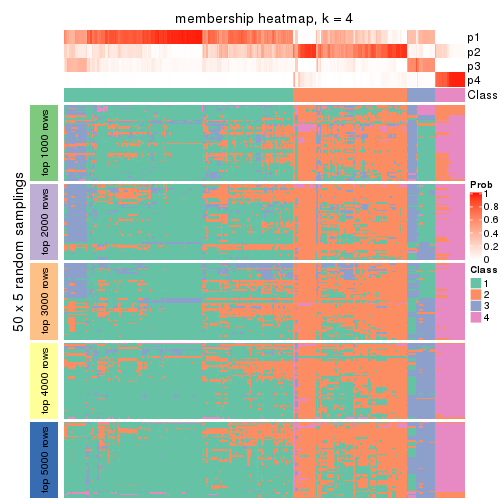 membership heatmap, k = 4
p1
p2
p3
p4
Class
50 x 5 random samplings
top 1000 rows
top 2000 rows
top 3000 rows
top 4000 rows
top 5000 rows
Prob
1
0.8
0.6
0.4
0.2
0
Class
1
2
3
4